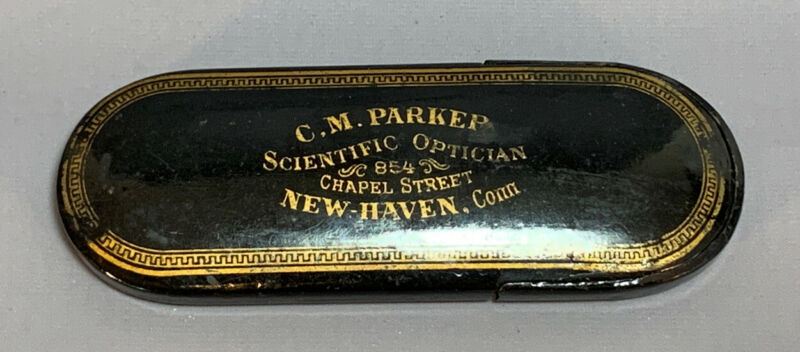 C.M. PARKER
SCIENTIFIC OPTICIAN
854
CHAPEL STREET
NEW-HAVEN, Conn